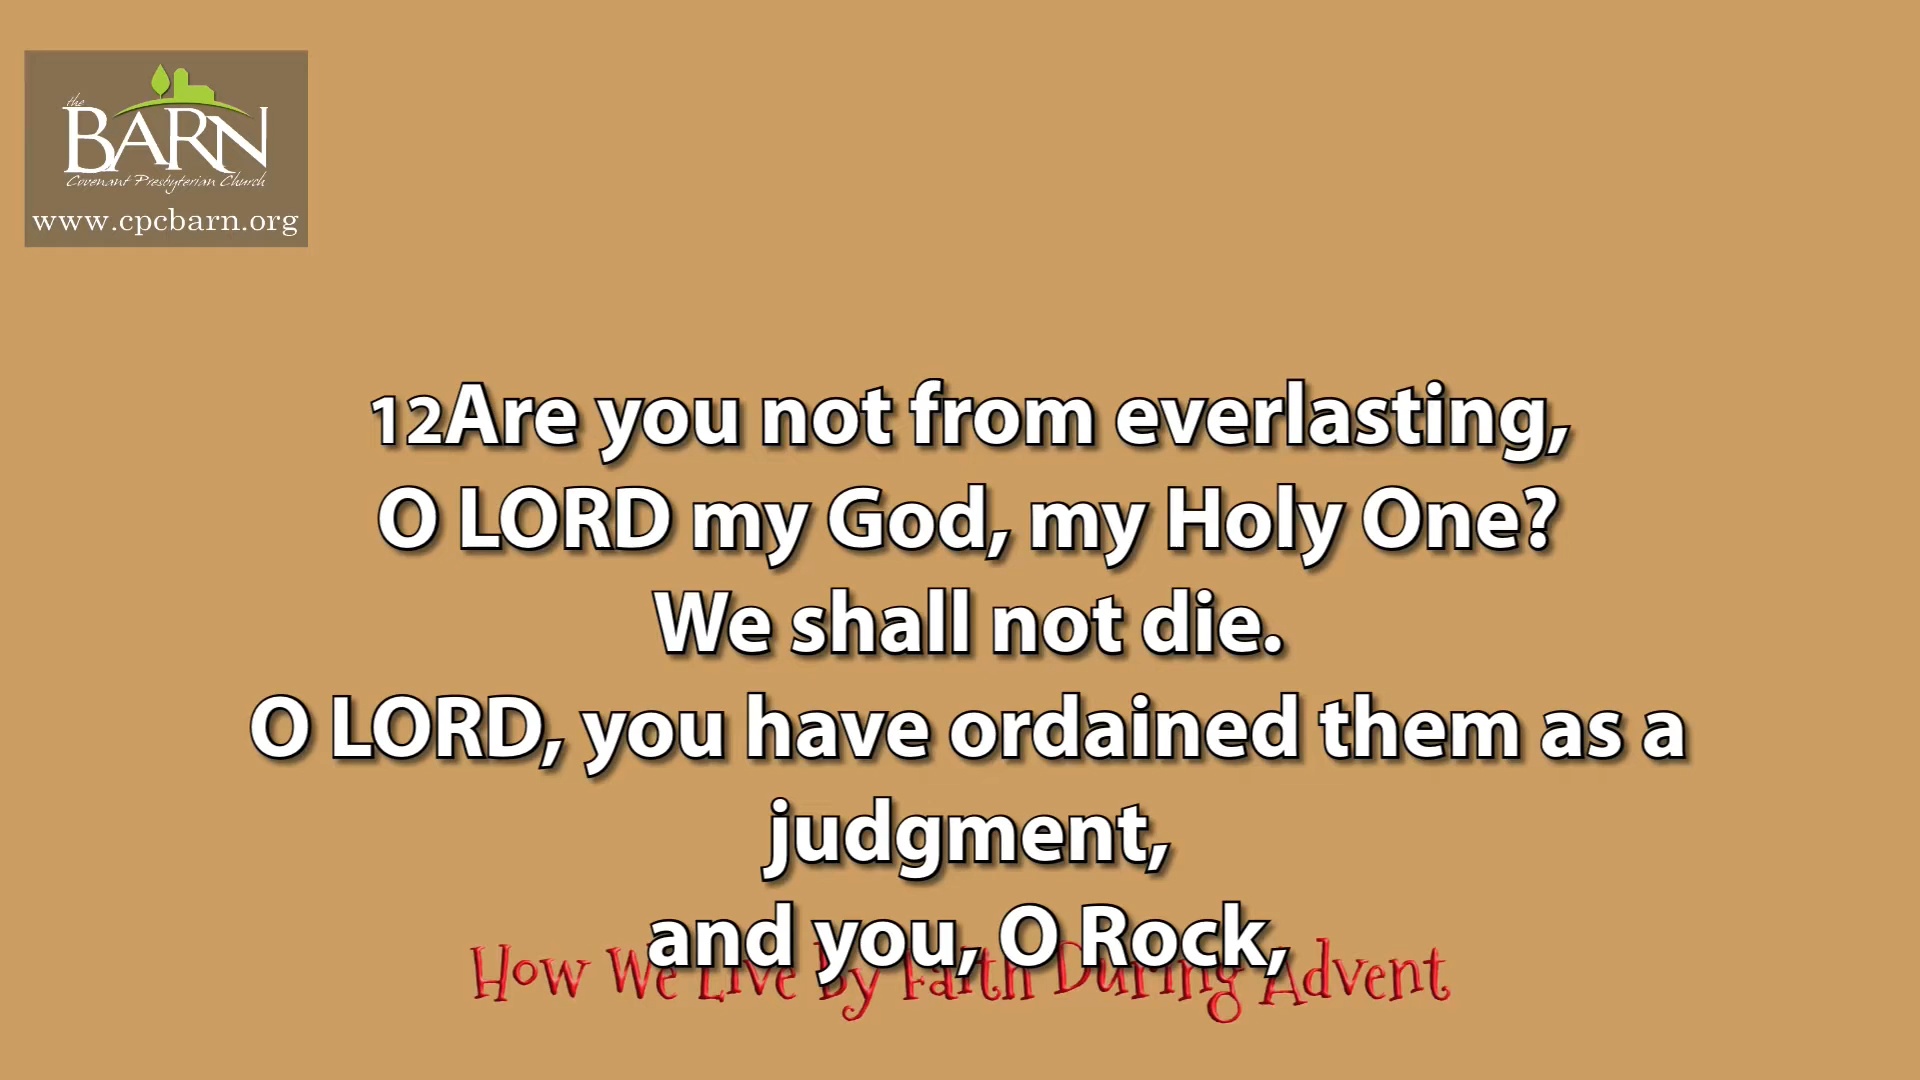 the
BARN
Covenant Presbyterian Church
www.cpcbarn.org
12Are you not from everlasting,
O LORD my God, my Holy One?
We shall not die.
O LORD, you have ordained them as a
judgment,
and you, O Rock,
How We Live By Faith During Advent